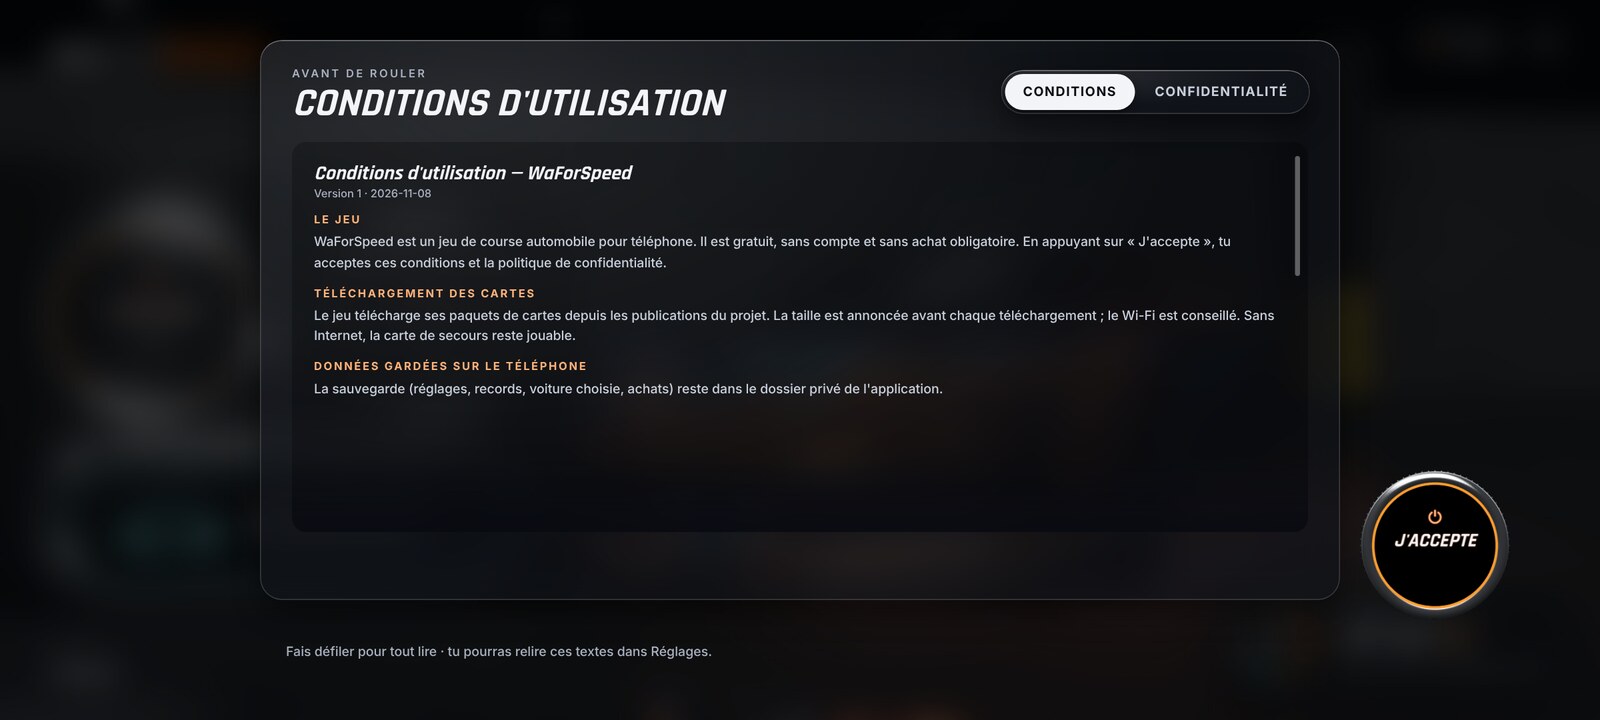 AVANT DE ROULER
CONDITIONS D'UTILISATION
CONDITIONS
CONFIDENTIALITÉ
Conditions d'utilisation — WaForSpeed
Version 1 · 2026-11-08
LE JEU
WaForSpeed est un jeu de course automobile pour téléphone. Il est gratuit, sans compte et sans achat obligatoire. En appuyant sur « J'accepte », tu
acceptes ces conditions et la politique de confidentialité.
TÉLÉCHARGEMENT DES CARTES
Le jeu télécharge ses paquets de cartes depuis les publications du projet. La taille est annoncée avant chaque téléchargement ; le Wi-Fi est conseillé. Sans
Internet, la carte de secours reste jouable.
DONNÉES GARDÉES SUR LE TÉLÉPHONE
La sauvegarde (réglages, records, voiture choisie, achats) reste dans le dossier privé de l'application.
J'ACCEPTE
Fais défiler pour tout lire · tu pourras relire ces textes dans Réglages.